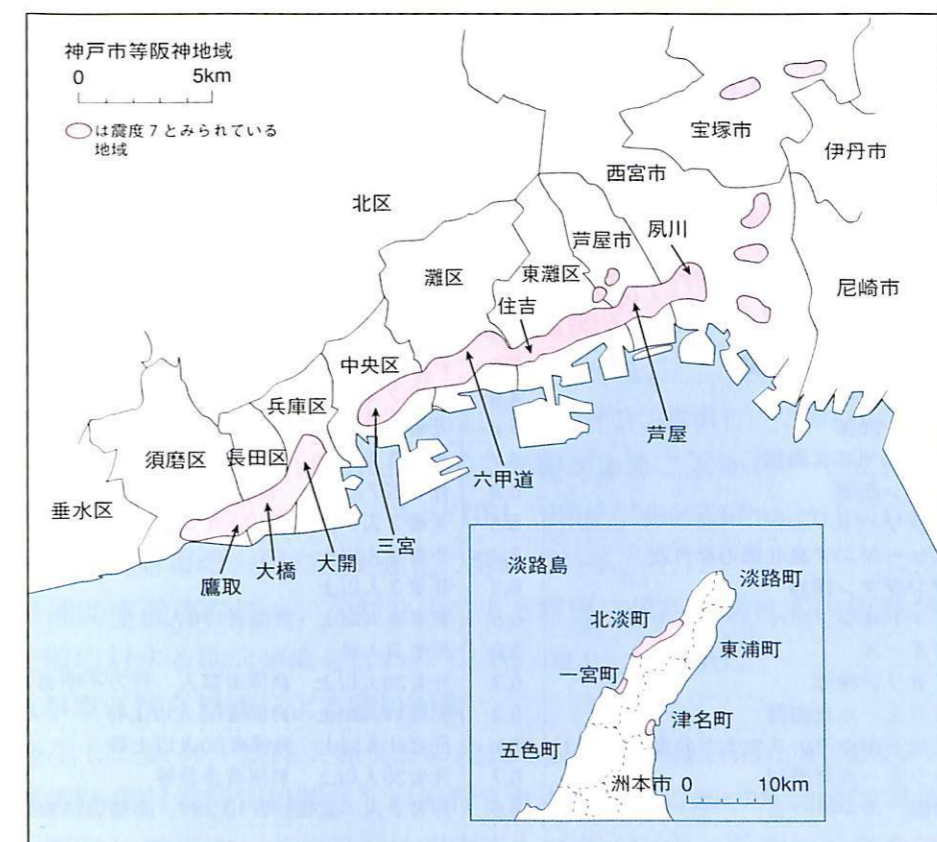 神戸市等阪神地域
0 5km
は震度7とみられている
地域
宝塚市
伊丹市
西宮市
北区
芦屋市
夙川
灘区
東灘区
尼崎市
住吉
中央区
兵庫区
芦屋
須磨区
長田区
六甲道
垂水区
三宮
大開
大橋
鷹取
淡路島
淡路町
北淡町
東浦町
一宮町
津名町
五色町
洲本市 0 10km